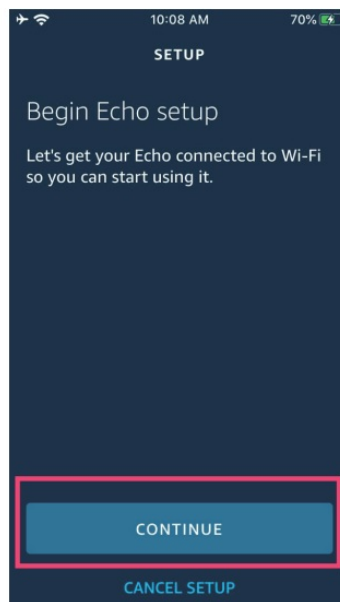 10:08 AM 70%
SETUP
Begin Echo setup
Let's get your Echo connected to Wi-Fi
so you can start using it.
CONTINUE
CANCEL SETUP